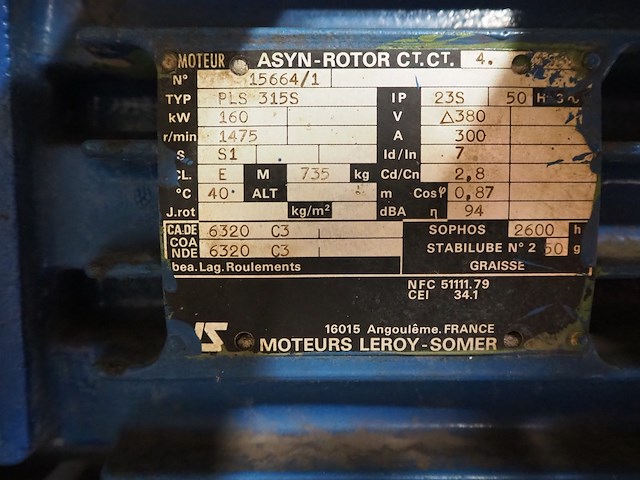 MOTEUR ASYN-ROTOR CT.CT. 4.
N° 15664/1
TYP PLS 315S IP 23S 50 H
kW 160 V △380
r/min 1475 A 300
S S1 Id/In 7
CL. E M 735 kg Cd/Cn 2,8
°C 40 ALT m Cosφ 0,87
J.rot kg/m² dBA η 94
CA.DE 6320 C3 SOPHOS 2600 h
COA NDE 6320 C3 STABILUBE N° 2 50 g
bea.Lag.Roulements GRAISSE
NFC 51111.79
CEI 34.1
16015 Angoulême.FRANCE
MOTEURS LEROY-SOMER